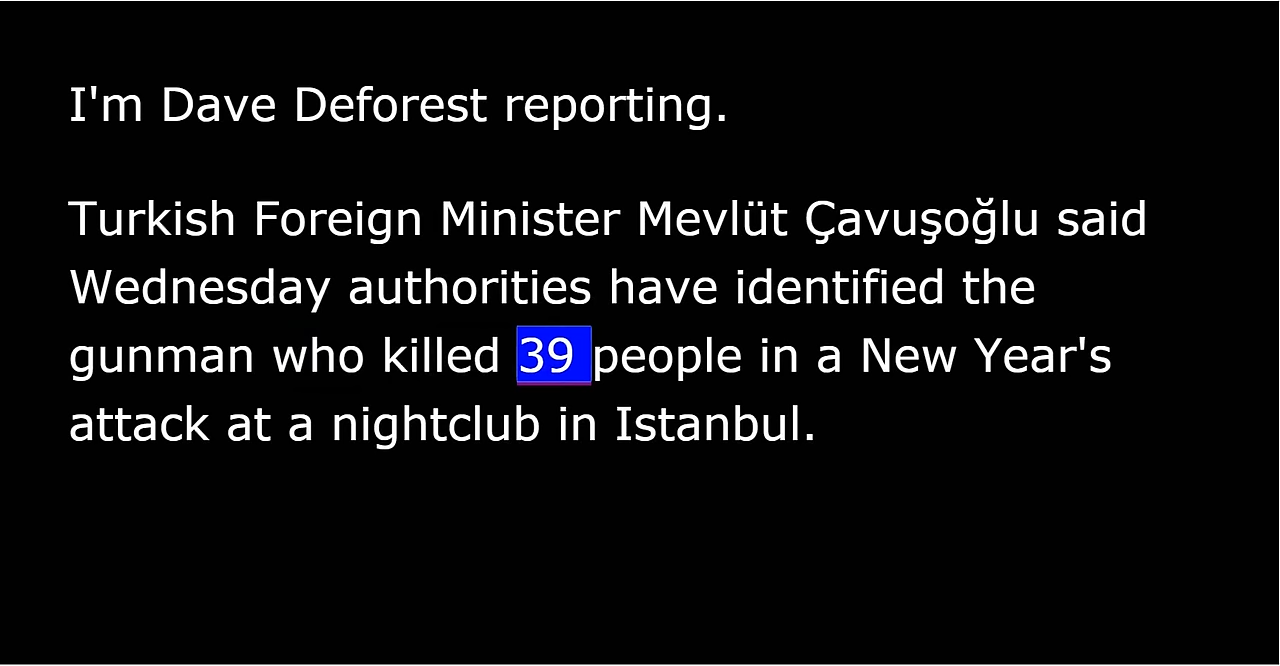 I'm Dave Deforest reporting.
Turkish Foreign Minister Mevlüt Çavuşoğlu said
Wednesday authorities have identified the
gunman who killed 39 people in a New Year's
attack at a nightclub in Istanbul.